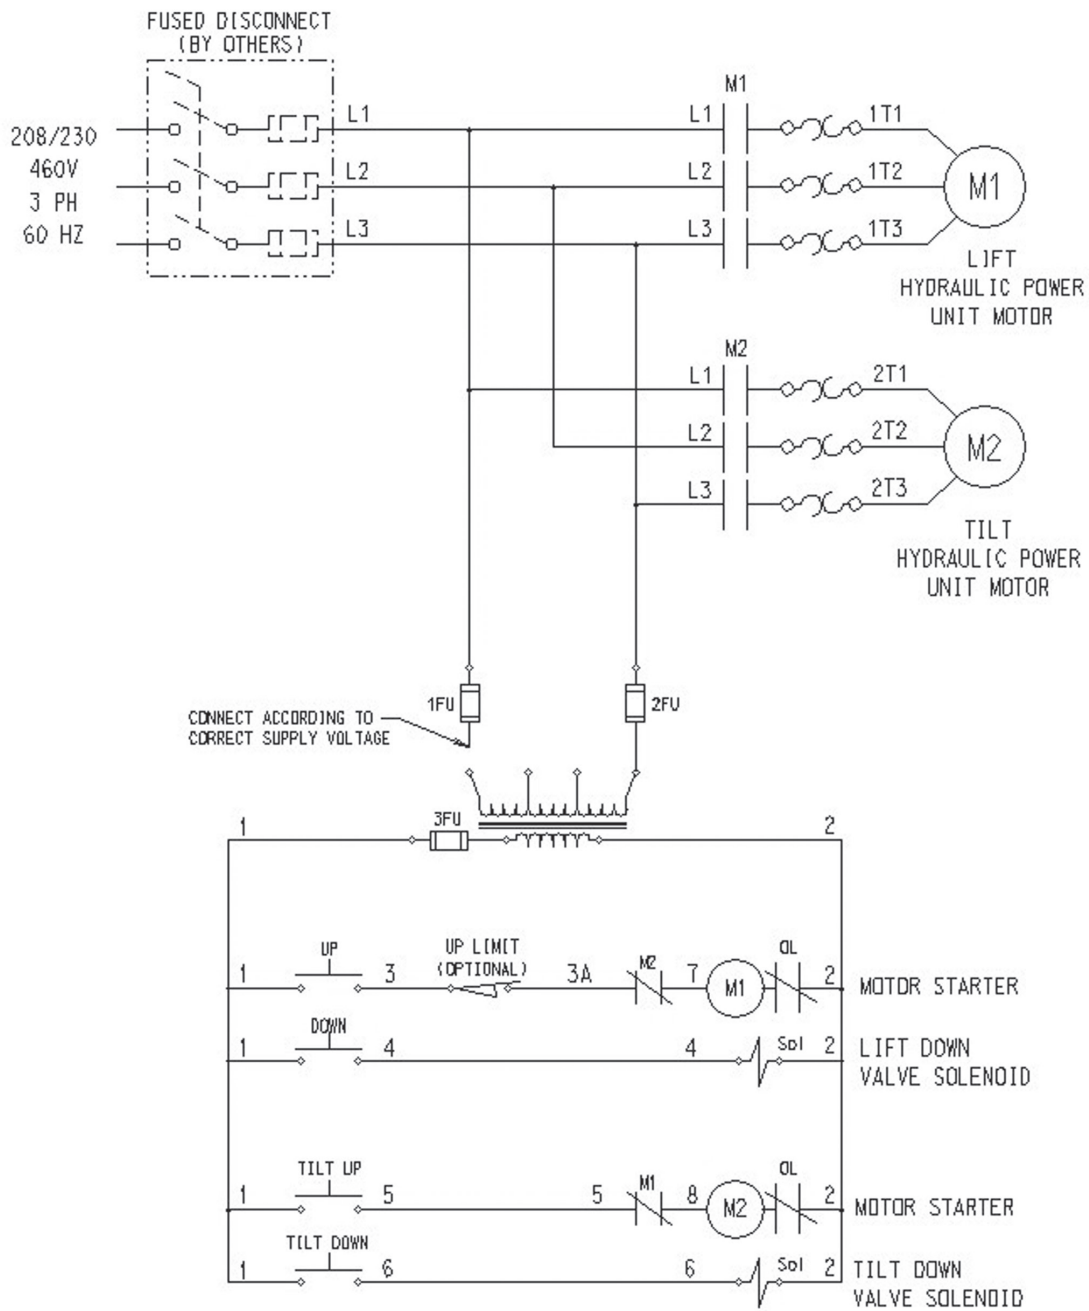 FUSED DISCONNECT
(BY OTHERS)
208/230
460V
3 PH
60 HZ
L1
L2
L3
M1
L1
L2
L3
1T1
1T2
1T3
M1
LIFT
HYDRAULIC POWER
UNIT MOTOR
M2
L1
L2
L3
2T1
2T2
2T3
M2
TILT
HYDRAULIC POWER
UNIT MOTOR
1FU
2FU
CONNECT ACCORDING TO
CORRECT SUPPLY VOLTAGE
1
3FU
2
1
UP
3
UP LIMIT
(OPTIONAL)
3A
M2
7
M1
OL
2
MOTOR STARTER
1
DOWN
4
4
Sol
2
LIFT DOWN
VALVE SOLENOID
1
TILT UP
5
5
M1
8
M2
OL
2
MOTOR STARTER
1
TILT DOWN
6
6
Sol
2
TILT DOWN
VALVE SOLENOID